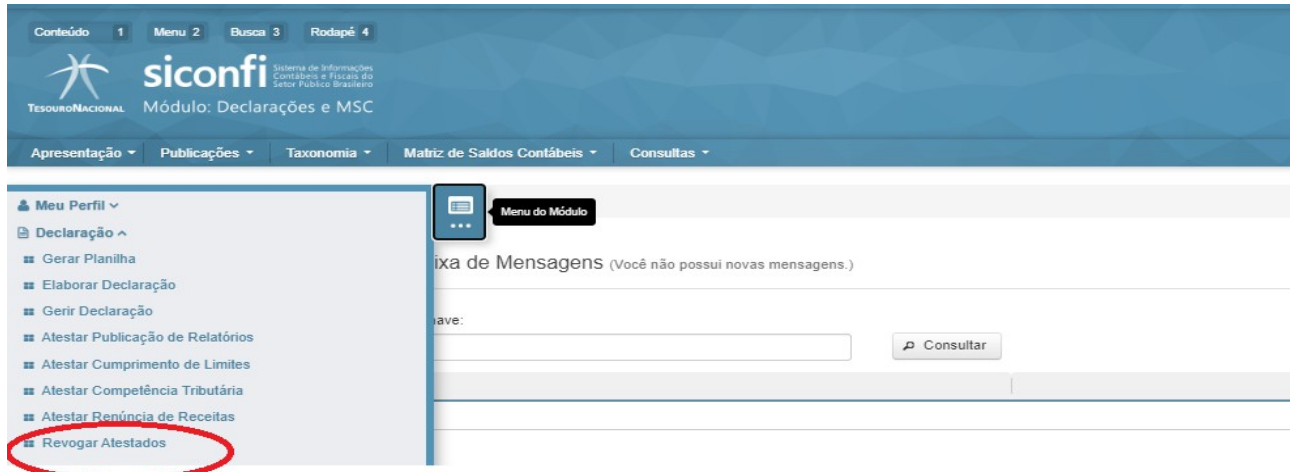 Conteúdo 1 Menu 2 Busca 3 Rodapé 4
TesouroNacional
siconfi
Sistema de Informações
Contábeis e Fiscais do
Setor Público Brasileiro
Módulo: Declarações e MSC
Apresentação Publicações Taxonomia Matriz de Saldos Contábeis Consultas
Meu Perfil
Menu do Módulo
Declaração
Gerar Planilha
ixa de Mensagens (Você não possui novas mensagens.)
Elaborar Declaração
Gerir Declaração
ave:
Atestar Publicação de Relatórios
Consultar
Atestar Cumprimento de Limites
Atestar Competência Tributária
Atestar Renúncia de Receitas
Revogar Atestados